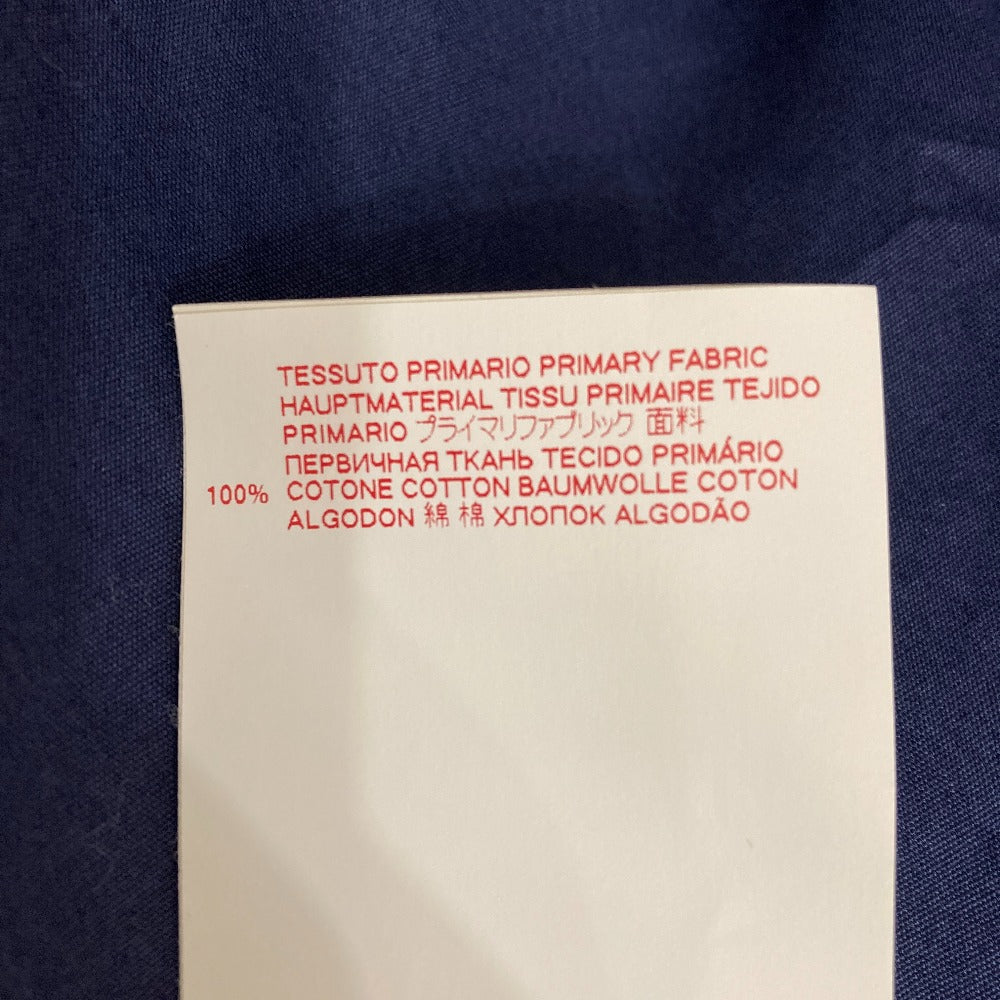 TESSUTO PRIMARIO PRIMARY FABRIC
HAUPTMATERIAL TISSU PRIMAIRE TEJIDO
PRIMARIO プライマリファブリック 面料
ПЕРВИЧНАЯ ТКАНЬ TECIDO PRIMÁRIO
100% COTONE COTTON BAUMWOLLE COTON
ALGODON 綿 棉 ХЛОПОК ALGODÃO